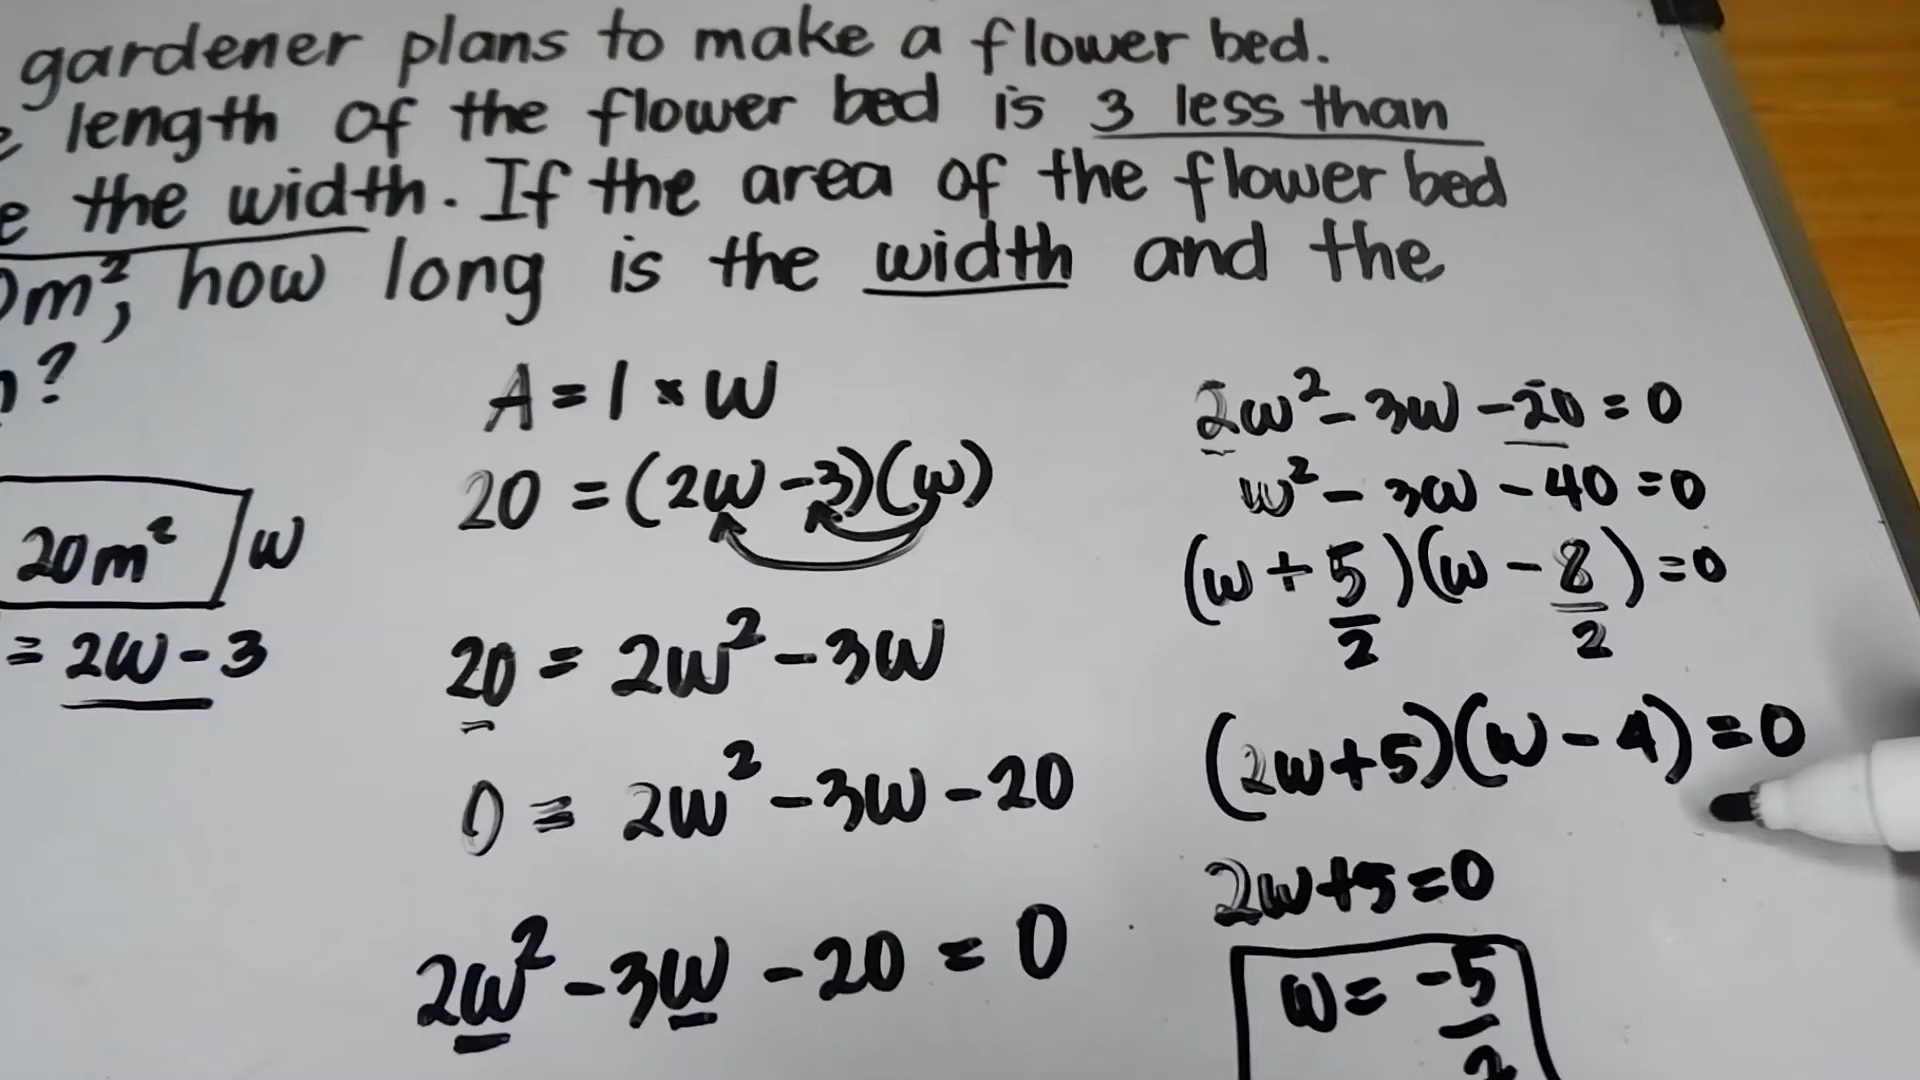 gardener plans to make a flower bed.
length of the flower bed is 3 less than
the width. If the area of the flower bed
m², how long is the width and the
?
A = l × w
20 = (2w - 3)(w)
20 m² w
= 2w - 3
20 = 2w² - 3w
0 = 2w² - 3w - 20
2w² - 3w - 20 = 0
2w² - 3w - 20 = 0
w² - 3w - 40 = 0
(w + 5/2)(w - 8/2) = 0
(2w + 5)(w - 4) = 0
2w + 5 = 0
w = -5/2